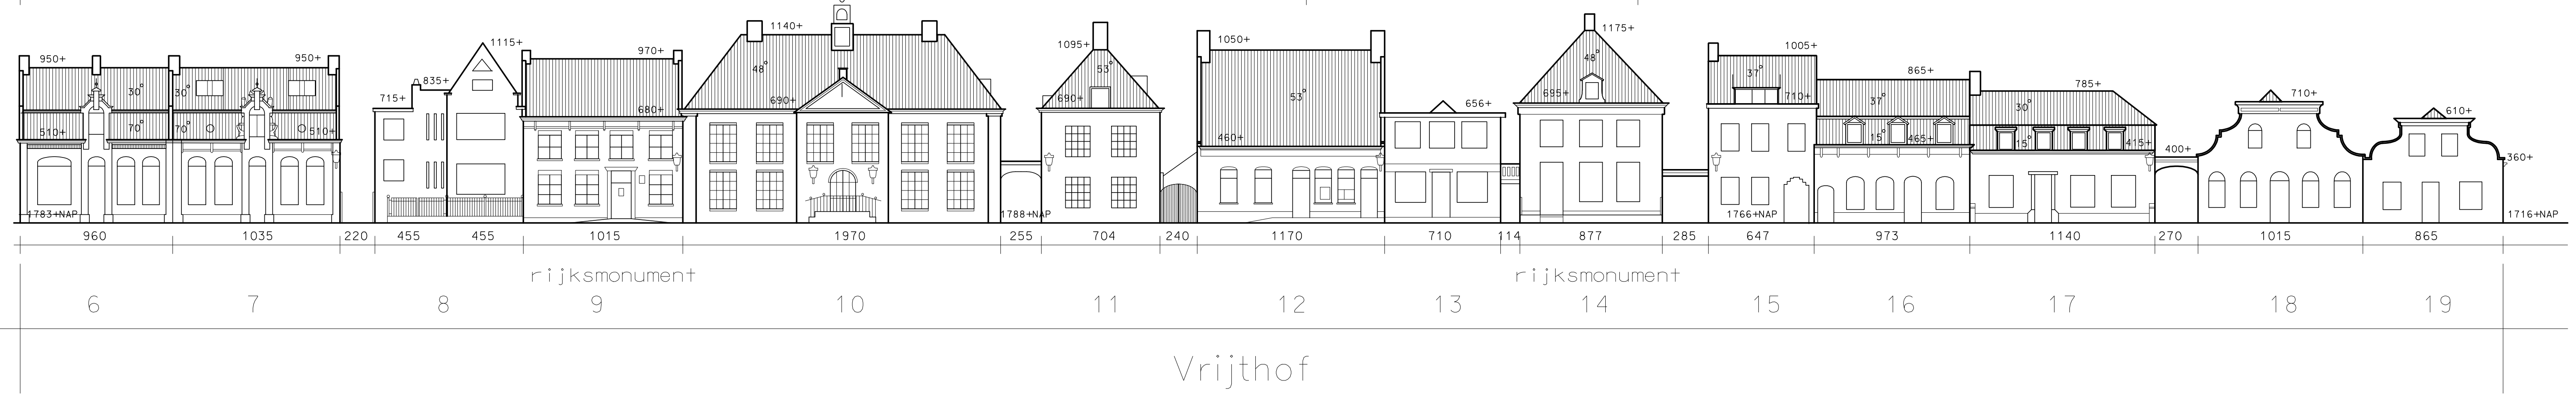 1140+ 1175+
1115+ 1095+ 1050+ 1005+
950+ 950+ 970+ 865+
835+ 48° 53° 48° 37° 785+
30° 30° 715+ 690+ 690+ 53° 656+ 695+ 710+ 37° 30° 710+
510+ 70° 70° 510+ 680+ 460+ 15° 465+ 15° 415+ 610+
400+ 360+
1783+NAP 1788+NAP 1766+NAP 1716+NAP
960 1035 220 455 455 1015 1970 255 704 240 1170 710 114 877 285 647 973 1140 270 1015 865
rijksmonument rijksmonument
6 7 8 9 10 11 12 13 14 15 16 17 18 19
Vrijthof